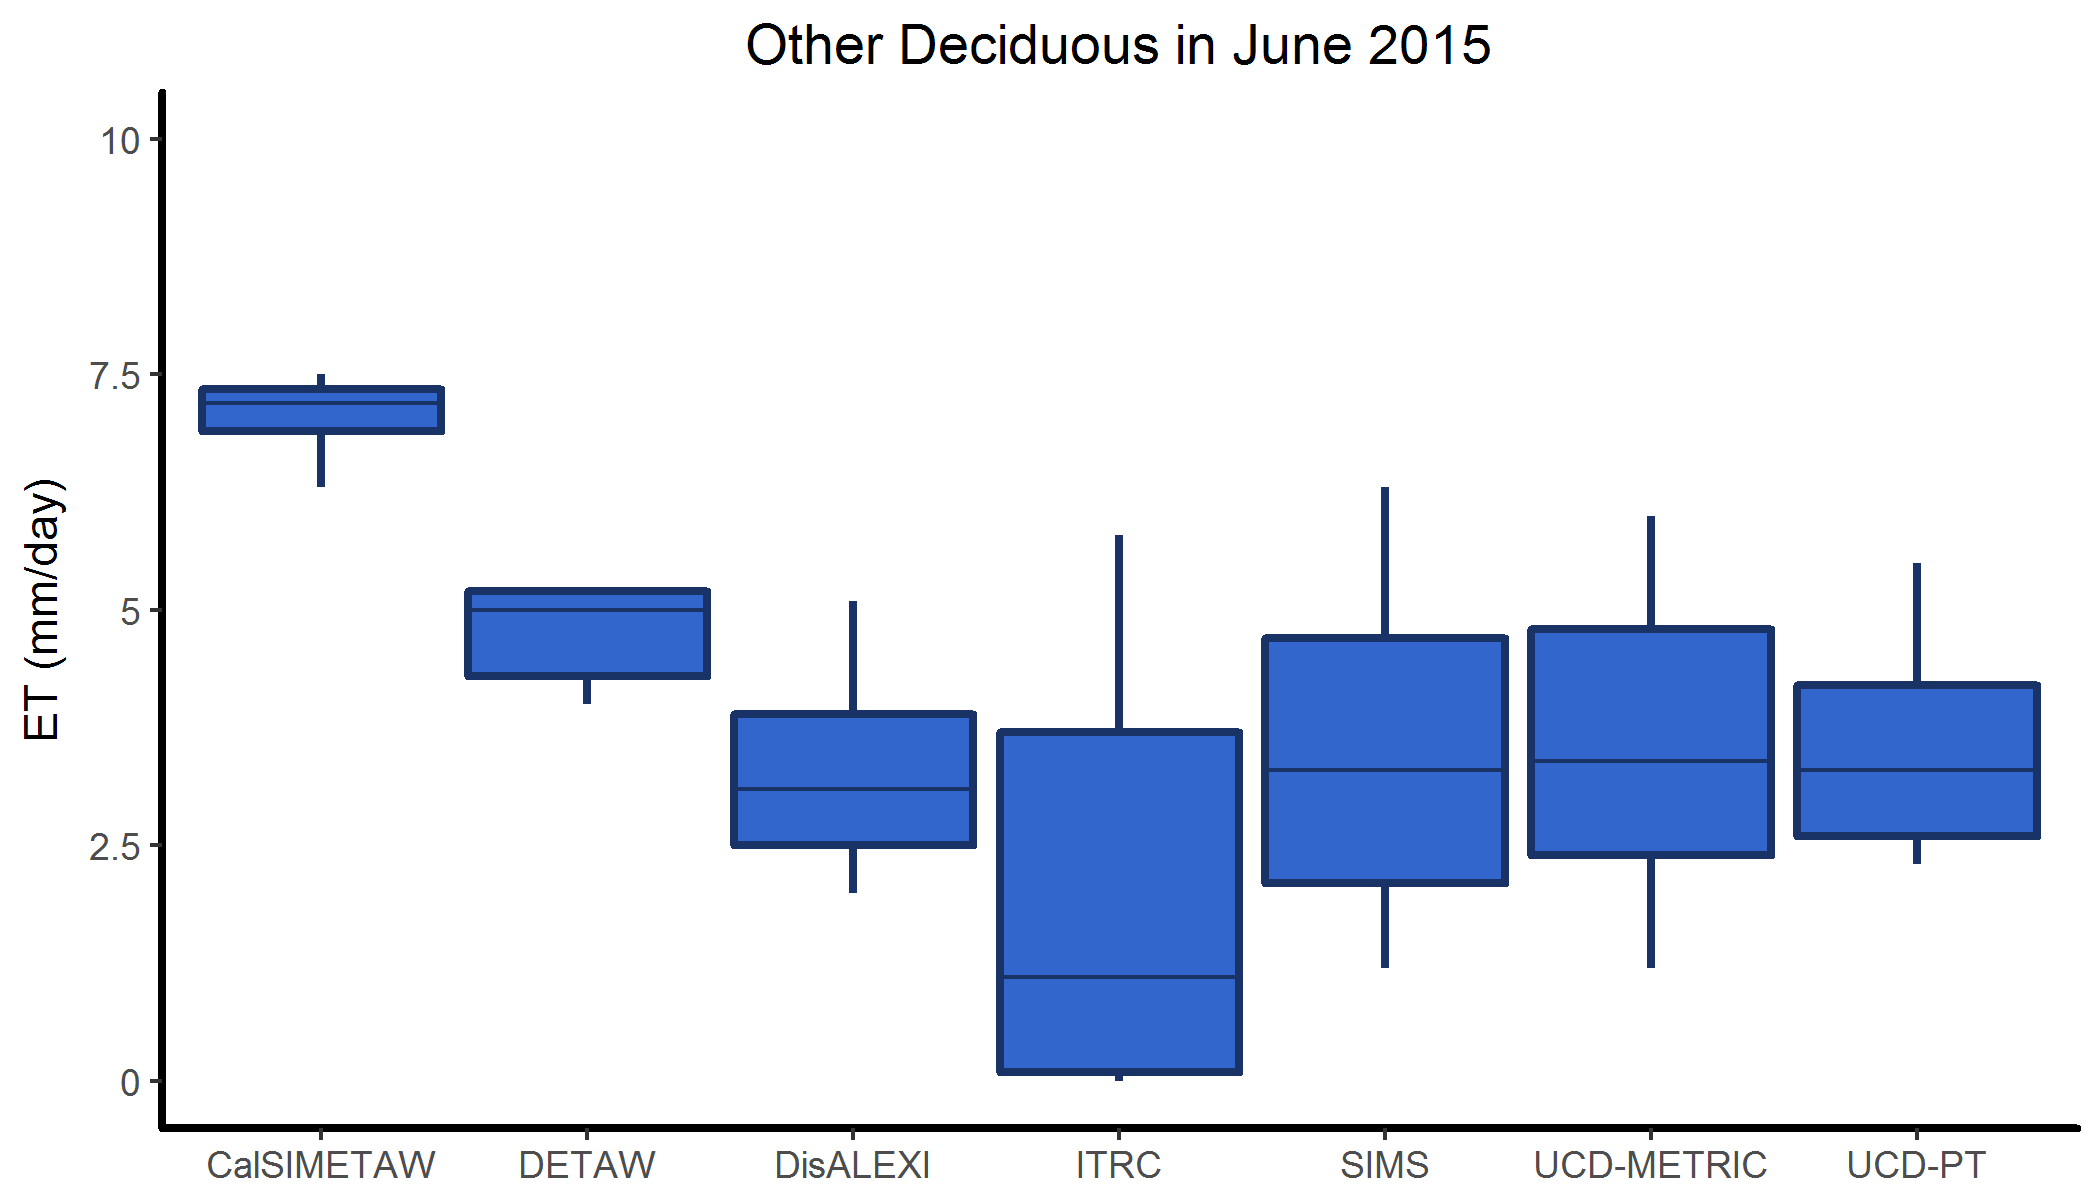 Other Deciduous in June 2015
ET (mm/day)
10
7.5
5
2.5
0
CalSIMETAW DETAW DisALEXI ITRC SIMS UCD-METRIC UCD-PT